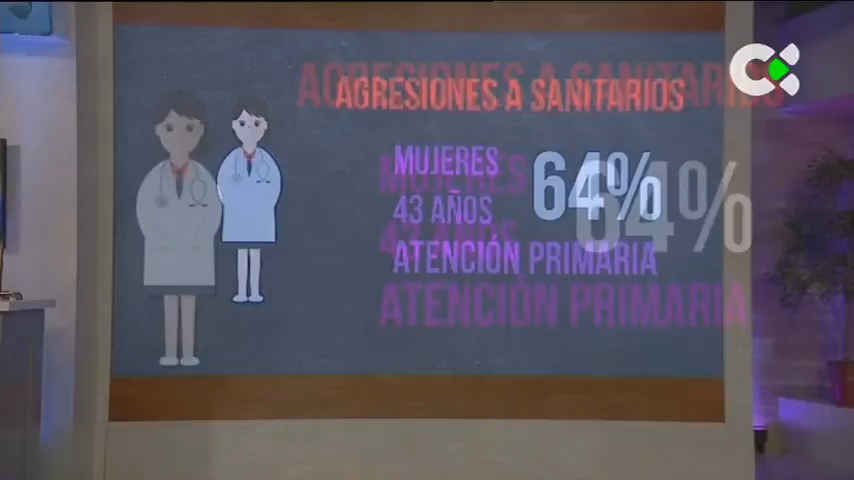 AGRESIONES A SANITARIOS
MUJERES 64%
43 AÑOS
ATENCIÓN PRIMARIA